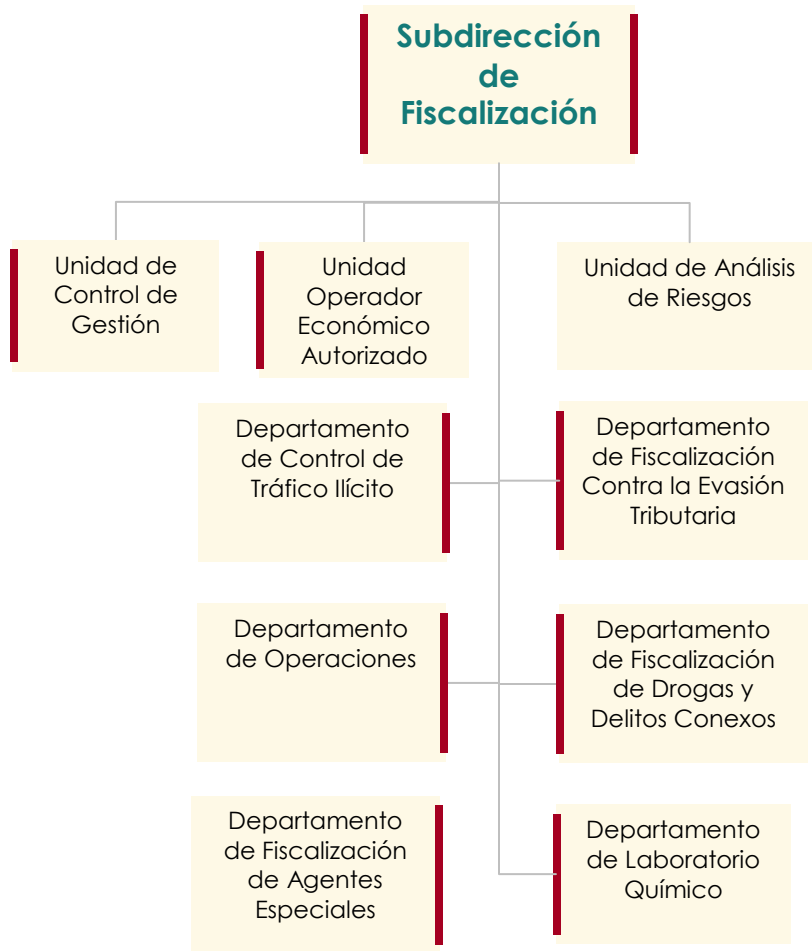 Subdirección
de
Fiscalización
Unidad de
Control de
Gestión
Unidad
Operador
Económico
Autorizado
Unidad de Análisis
de Riesgos
Departamento
de Control de
Tráfico Ilícito
Departamento
de Fiscalización
Contra la Evasión
Tributaria
Departamento
de Operaciones
Departamento
de Fiscalización
de Drogas y
Delitos Conexos
Departamento
de Fiscalización
de Agentes
Especiales
Departamento
de Laboratorio
Químico